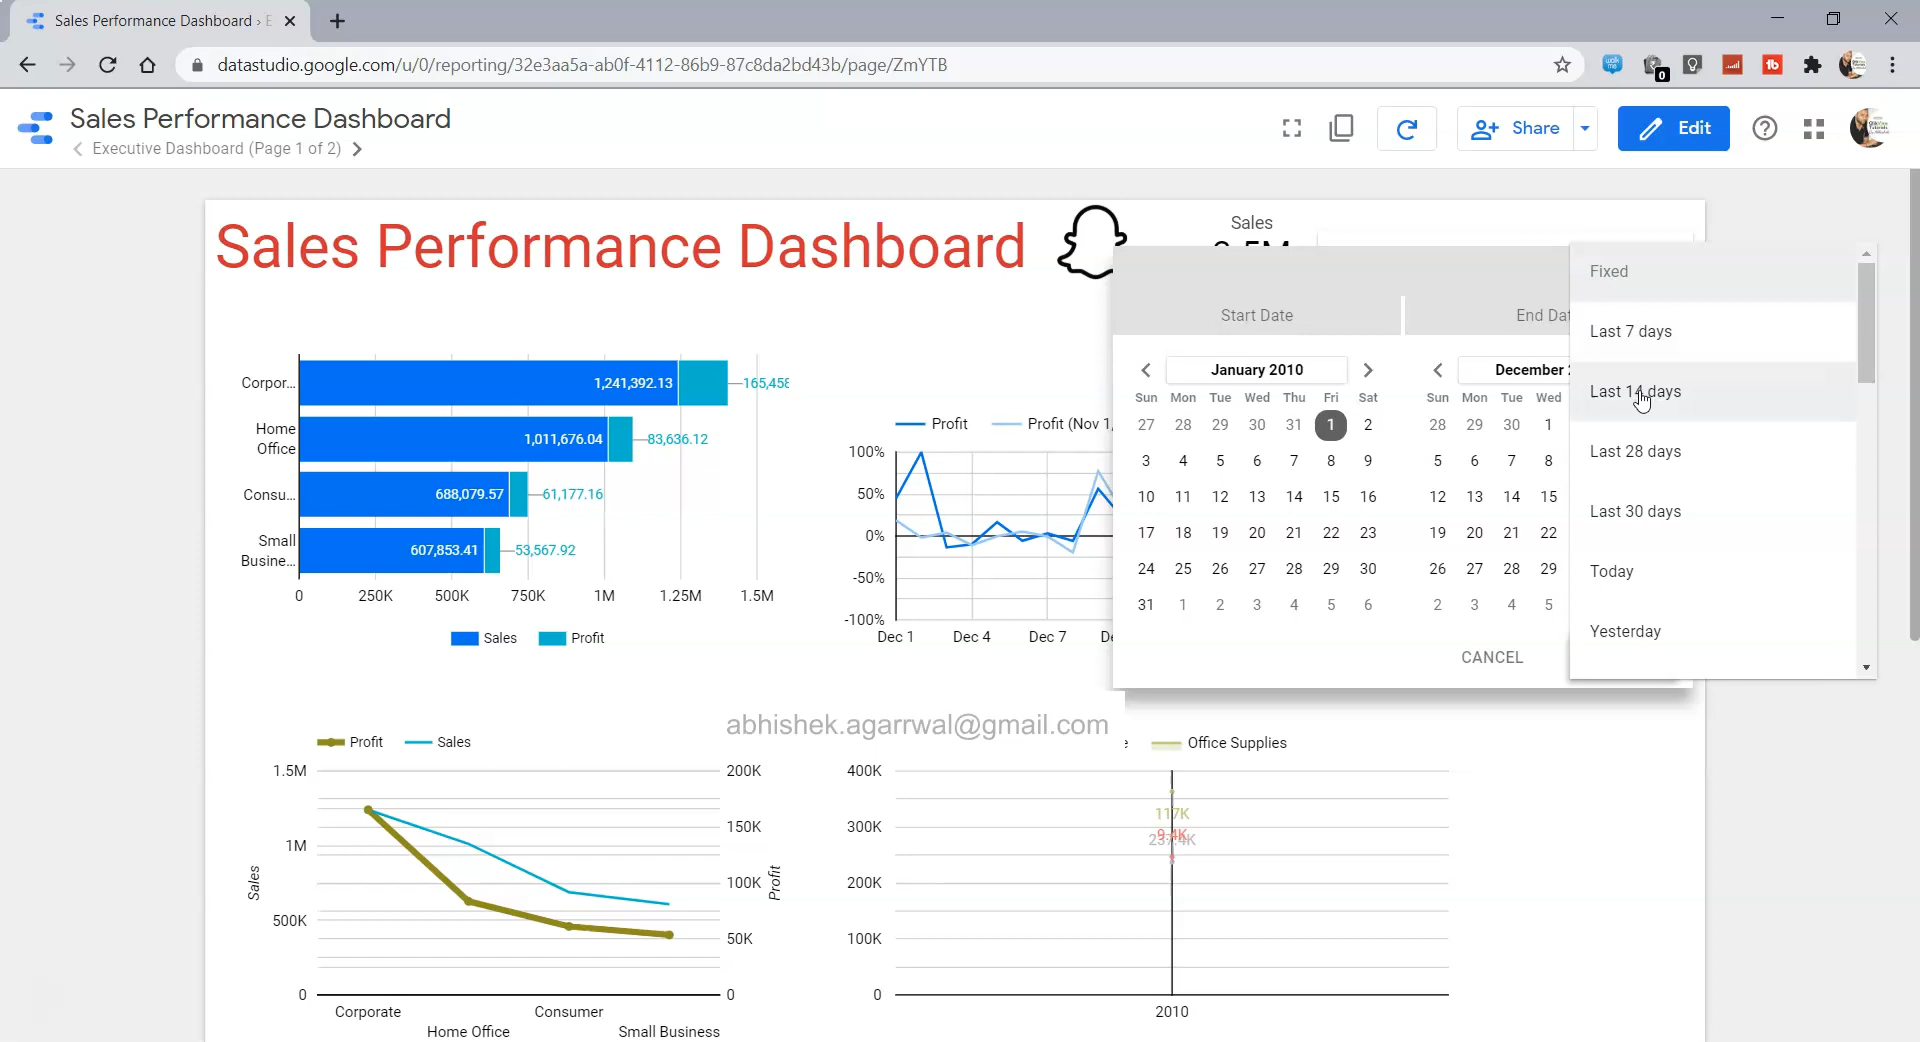 Sales Performance Dashboard › E
datastudio.google.com/u/0/reporting/32e3aa5a-ab0f-4112-86b9-87c8da2bd43b/page/ZmYTB
0
Sales Performance Dashboard
Executive Dashboard (Page 1 of 2)
Share
Edit
Sales Performance Dashboard
Sales
Fixed
Last 7 days
Last 14 days
Last 28 days
Last 30 days
Today
Yesterday
Start Date
End Dat
January 2010
Sun Mon Tue Wed Thu Fri Sat
27 28 29 30 31 1 2
3 4 5 6 7 8 9
10 11 12 13 14 15 16
17 18 19 20 21 22 23
24 25 26 27 28 29 30
31 1 2 3 4 5 6
December
Sun Mon Tue Wed
28 29 30 1
5 6 7 8
12 13 14 15
19 20 21 22
26 27 28 29
2 3 4 5
CANCEL
Corpor... 1,241,392.13 165,458
Home
Office 1,011,676.04 83,636.12
Consu... 688,079.57 61,177.16
Small
Busine... 607,853.41 53,567.92
0 250K 500K 750K 1M 1.25M 1.5M
Sales Profit
Profit Profit (Nov 1,
100%
50%
0%
-50%
-100%
Dec 1 Dec 4 Dec 7
abhishek.agarrwal@gmail.com
Profit Sales
1.5M 200K
150K
1M
100K
500K
50K
0 0
Sales
Profit
Corporate Consumer
Home Office Small Business
Office Supplies
400K
300K
200K
100K
0
117K
9.4K
237.4K
2010